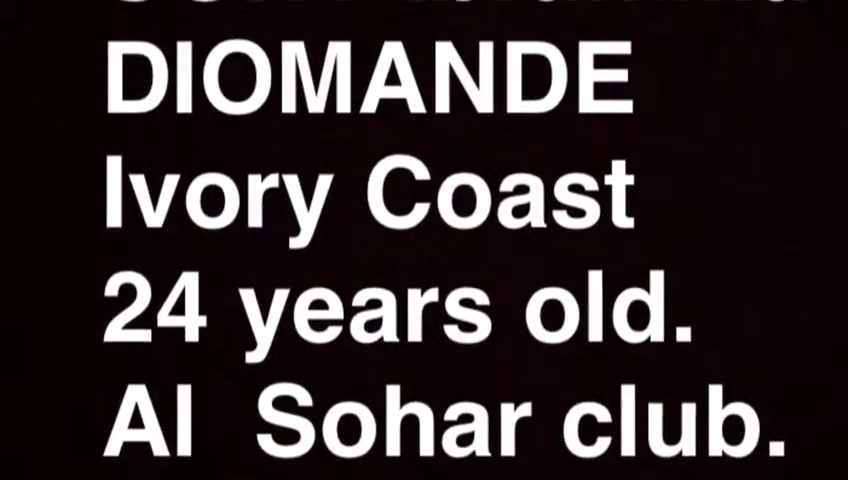 DIOMANDE
Ivory Coast
24 years old.
Al Sohar club.